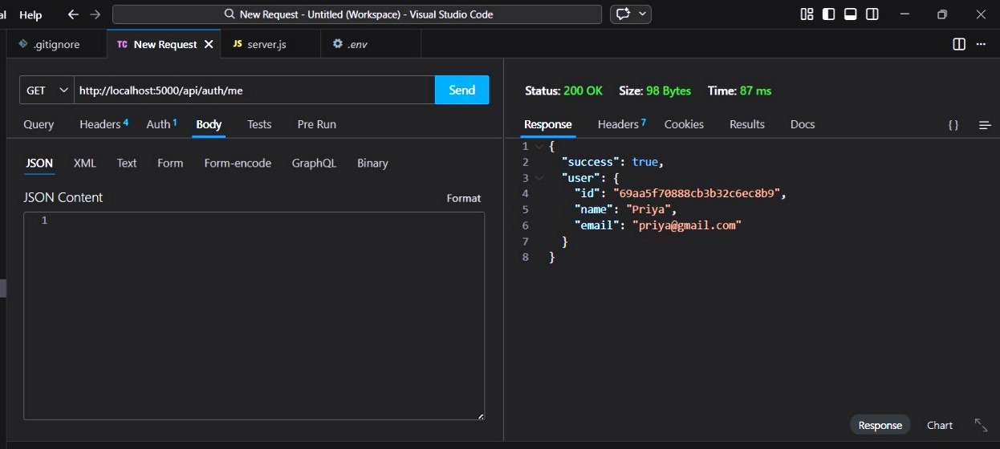 al Help New Request - Untitled (Workspace) - Visual Studio Code
.gitignore TC New Request JS server.js .env
GET http://localhost:5000/api/auth/me Send
Status: 200 OK Size: 98 Bytes Time: 87 ms
Query Headers 4 Auth 1 Body Tests Pre Run
Response Headers 7 Cookies Results Docs {}
JSON XML Text Form Form-encode GraphQL Binary
JSON Content Format
1
1 {
2 "success": true,
3 "user": {
4 "id": "69aa5f70888cb3b32c6ec8b9",
5 "name": "Priya",
6 "email": "priya@gmail.com"
7 }
8 }
Response Chart